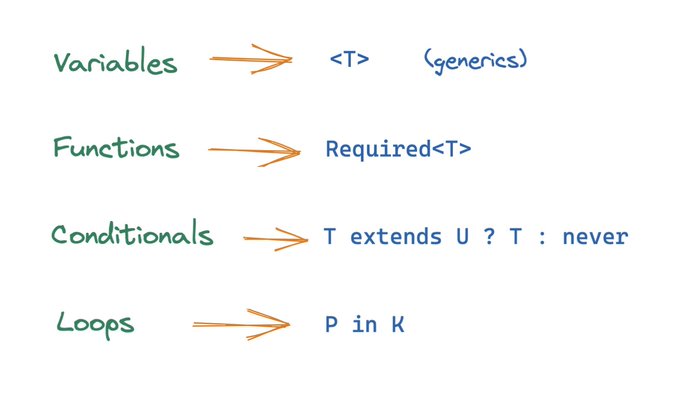 Variables <T> (generics)
Functions Required<T>
Conditionals T extends U ? T : never
Loops P in K